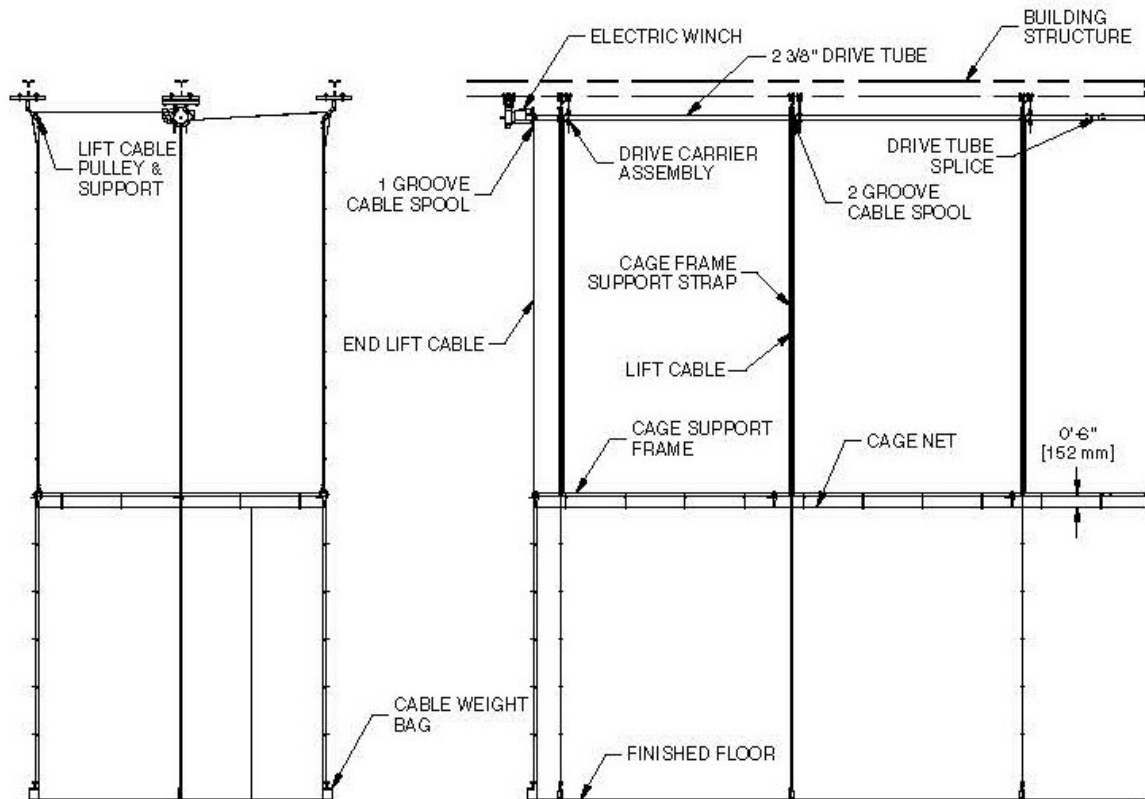 ELECTRIC WINCH
BUILDING
STRUCTURE
2 3/8" DRIVE TUBE
LIFT CABLE
PULLEY &
SUPPORT
1 GROOVE
CABLE SPOOL
DRIVE CARRIER
ASSEMBLY
2 GROOVE
CABLE SPOOL
DRIVE TUBE
SPLICE
CAGE FRAME
SUPPORT STRAP
END LIFT CABLE
LIFT CABLE
CAGE SUPPORT
FRAME
CAGE NET
0'-6"
[152 mm]
CABLE WEIGHT
BAG
FINISHED FLOOR